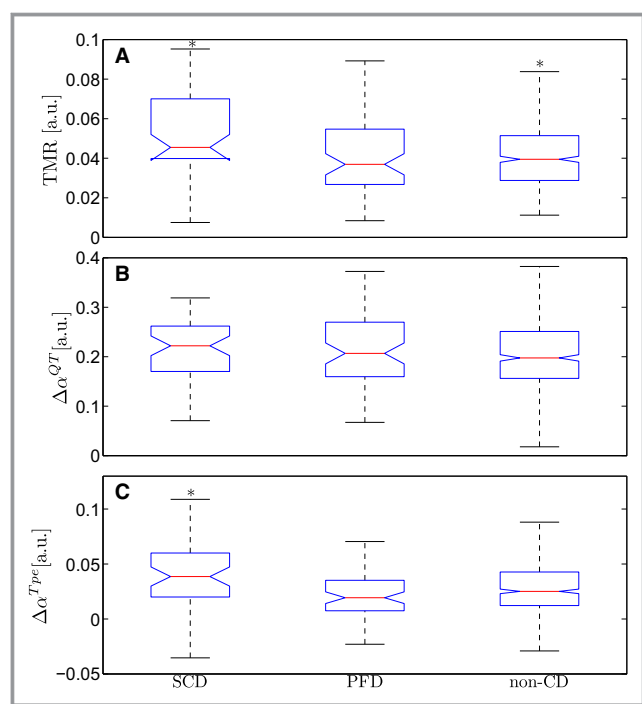 A
TMR [a.u.]
0.1
0.08
0.06
0.04
0.02
0
*
*
B
Δα^{QT}[a.u.]
0.4
0.3
0.2
0.1
0
C
Δα^{Tpe}[a.u.]
0.1
0.05
0
−0.05
*
SCD PFD non-CD